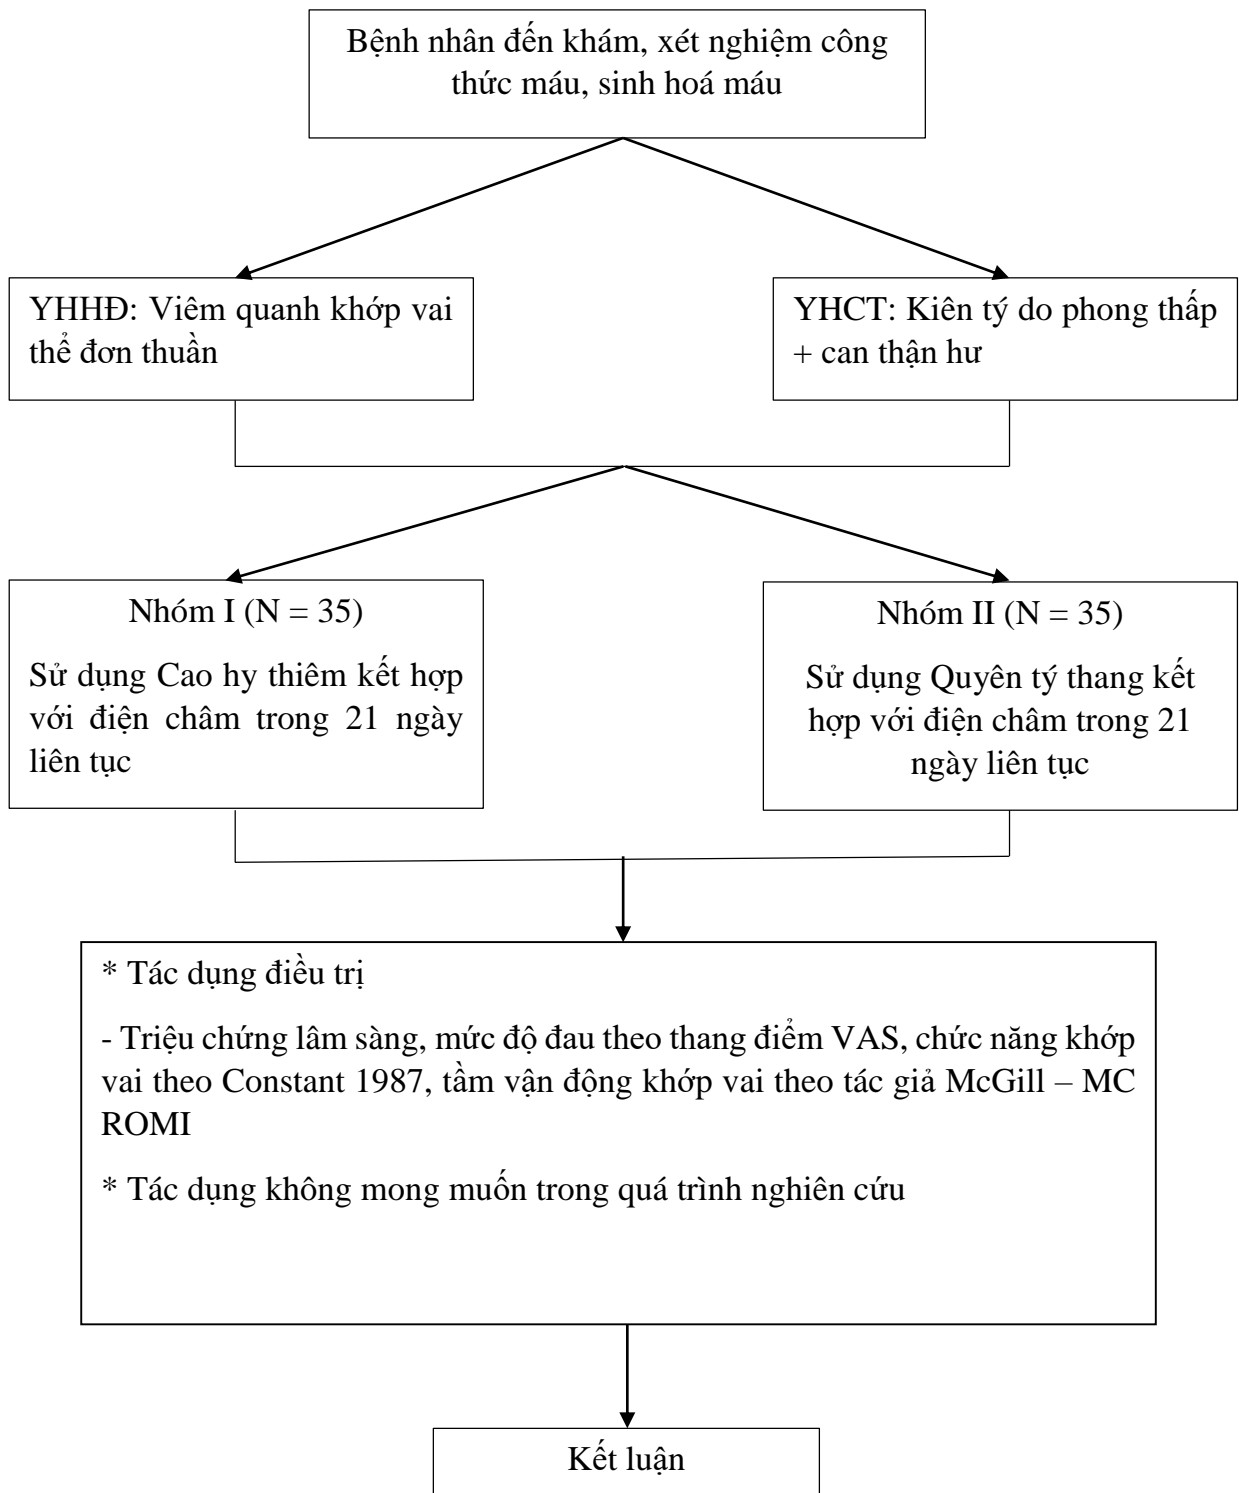 Bệnh nhân đến khám, xét nghiệm công
thức máu, sinh hoá máu
YHHĐ: Viêm quanh khớp vai
thể đơn thuần
YHCT: Kiên tý do phong thấp
+ can thận hư
Nhóm I (N = 35)
Sử dụng Cao hy thiêm kết hợp
với điện châm trong 21 ngày
liên tục
Nhóm II (N = 35)
Sử dụng Quyên tý thang kết
hợp với điện châm trong 21
ngày liên tục
* Tác dụng điều trị
- Triệu chứng lâm sàng, mức độ đau theo thang điểm VAS, chức năng khớp
vai theo Constant 1987, tầm vận động khớp vai theo tác giả McGill – MC
ROMI
* Tác dụng không mong muốn trong quá trình nghiên cứu
Kết luận